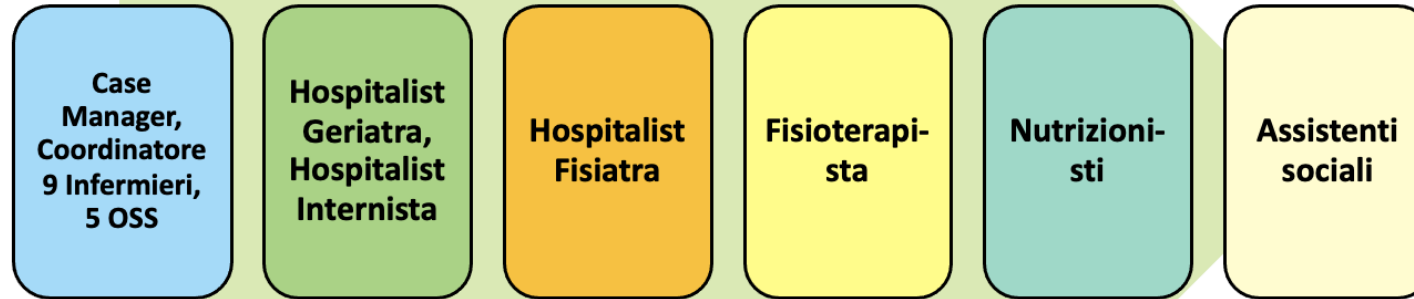 Case
Manager,
Coordinatore
9 Infermieri,
5 OSS
Hospitalist
Geriatra,
Hospitalist
Internista
Hospitalist
Fisiatra
Fisioterapi-
sta
Nutrizioni-
sti
Assistenti
sociali